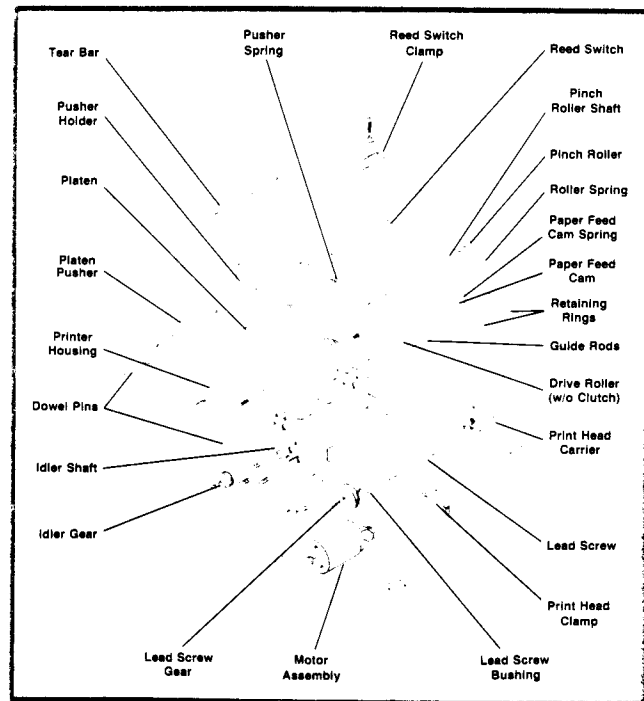 Tear Bar
Pusher
Holder
Platen
Platen
Pusher
Printer
Housing
Dowel Pins
Idler Shaft
Idler Gear
Lead Screw
Gear
Pusher
Spring
Motor
Assembly
Reed Switch
Clamp
Reed Switch
Pinch
Roller Shaft
Pinch Roller
Roller Spring
Paper Feed
Cam Spring
Paper Feed
Cam
Retaining
Rings
Guide Rods
Drive Roller
(w/o Clutch)
Print Head
Carrier
Lead Screw
Print Head
Clamp
Lead Screw
Bushing